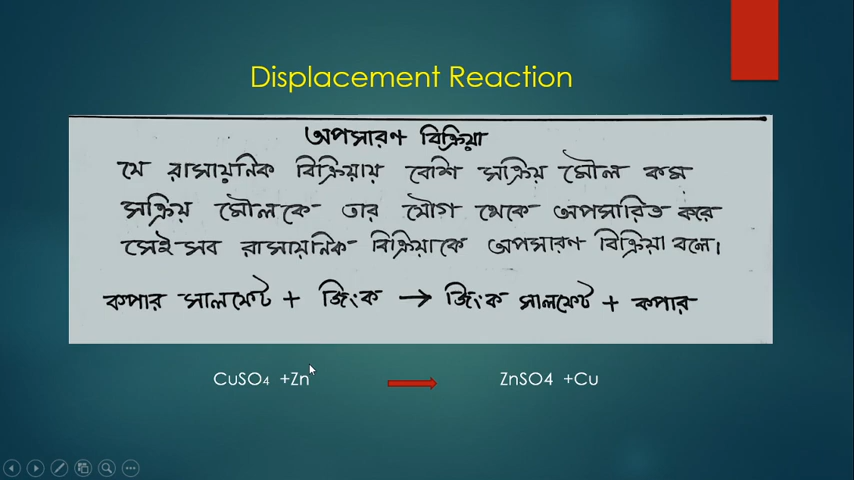 Displacement Reaction
অপসারণ বিক্রিয়া
যে রাসায়নিক বিক্রিয়ায় বেশি সক্রিয় মৌল কম
সক্রিয় মৌলকে তার যৌগ থেকে অপসারিত করে
সেইসব রাসায়নিক বিক্রিয়াকে অপসারণ বিক্রিয়া বলে।
কপার সালফেট + জিংক → জিংক সালফেট + কপার
CuSO₄ +Zn ZnSO4 +Cu